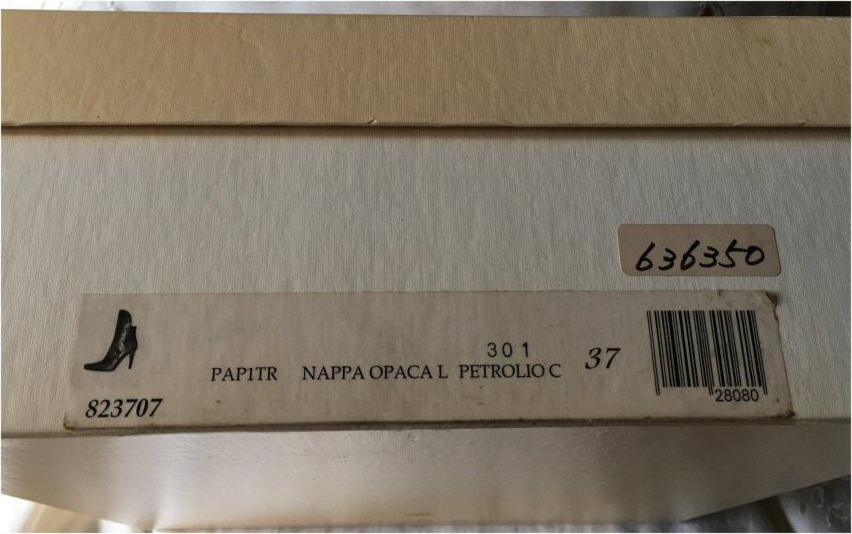 636350
301
PAP1TR NAPPA OPACA L PETROLIO C 37
823707
28080